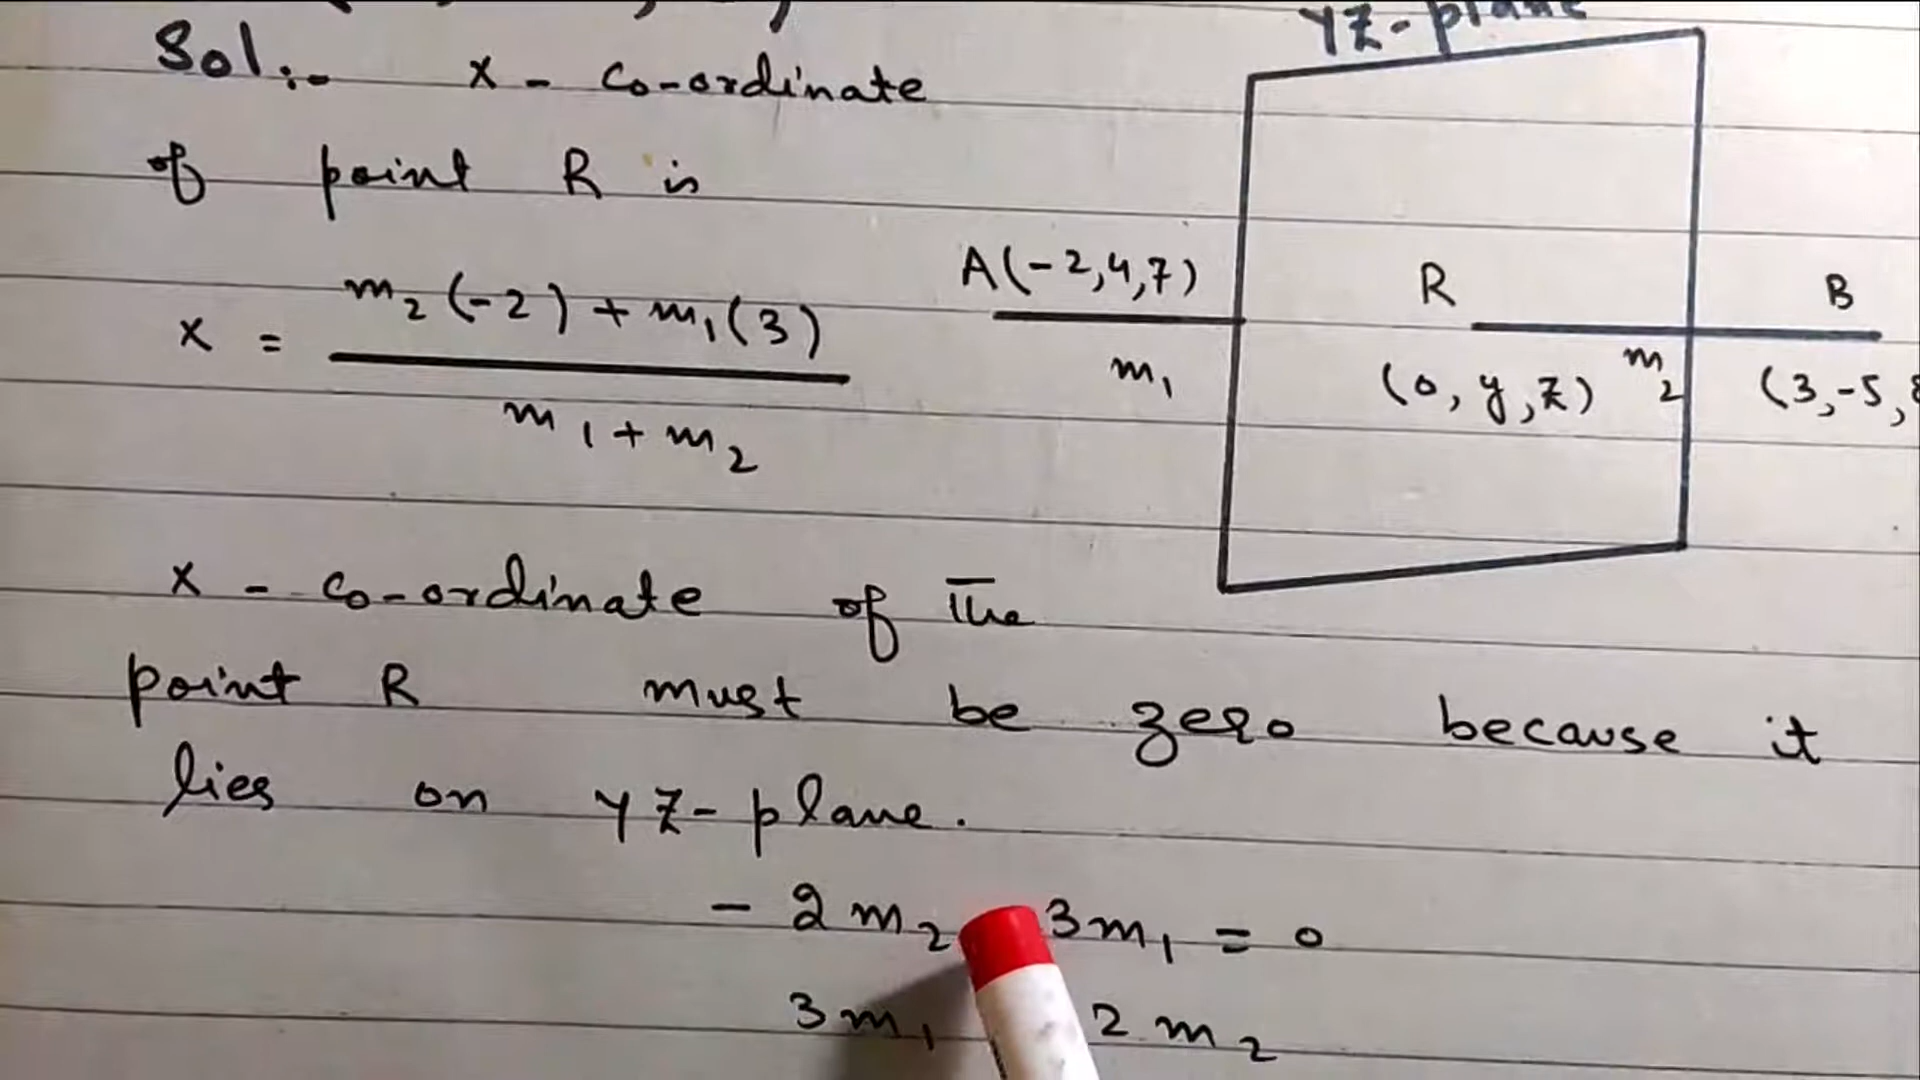 YZ-plane
Sol:- x - co-ordinate
of point R is
x = m₂(-2) + m₁(3)
m₁ + m₂
A(-2,4,7) R B
m₁ (0, y, z) m₂ (3,-5,
x - co-ordinate of The
point R must be zero because it
lies on YZ-plane.
- 2m₂ 3m₁ = 0
3m₁ 2m₂